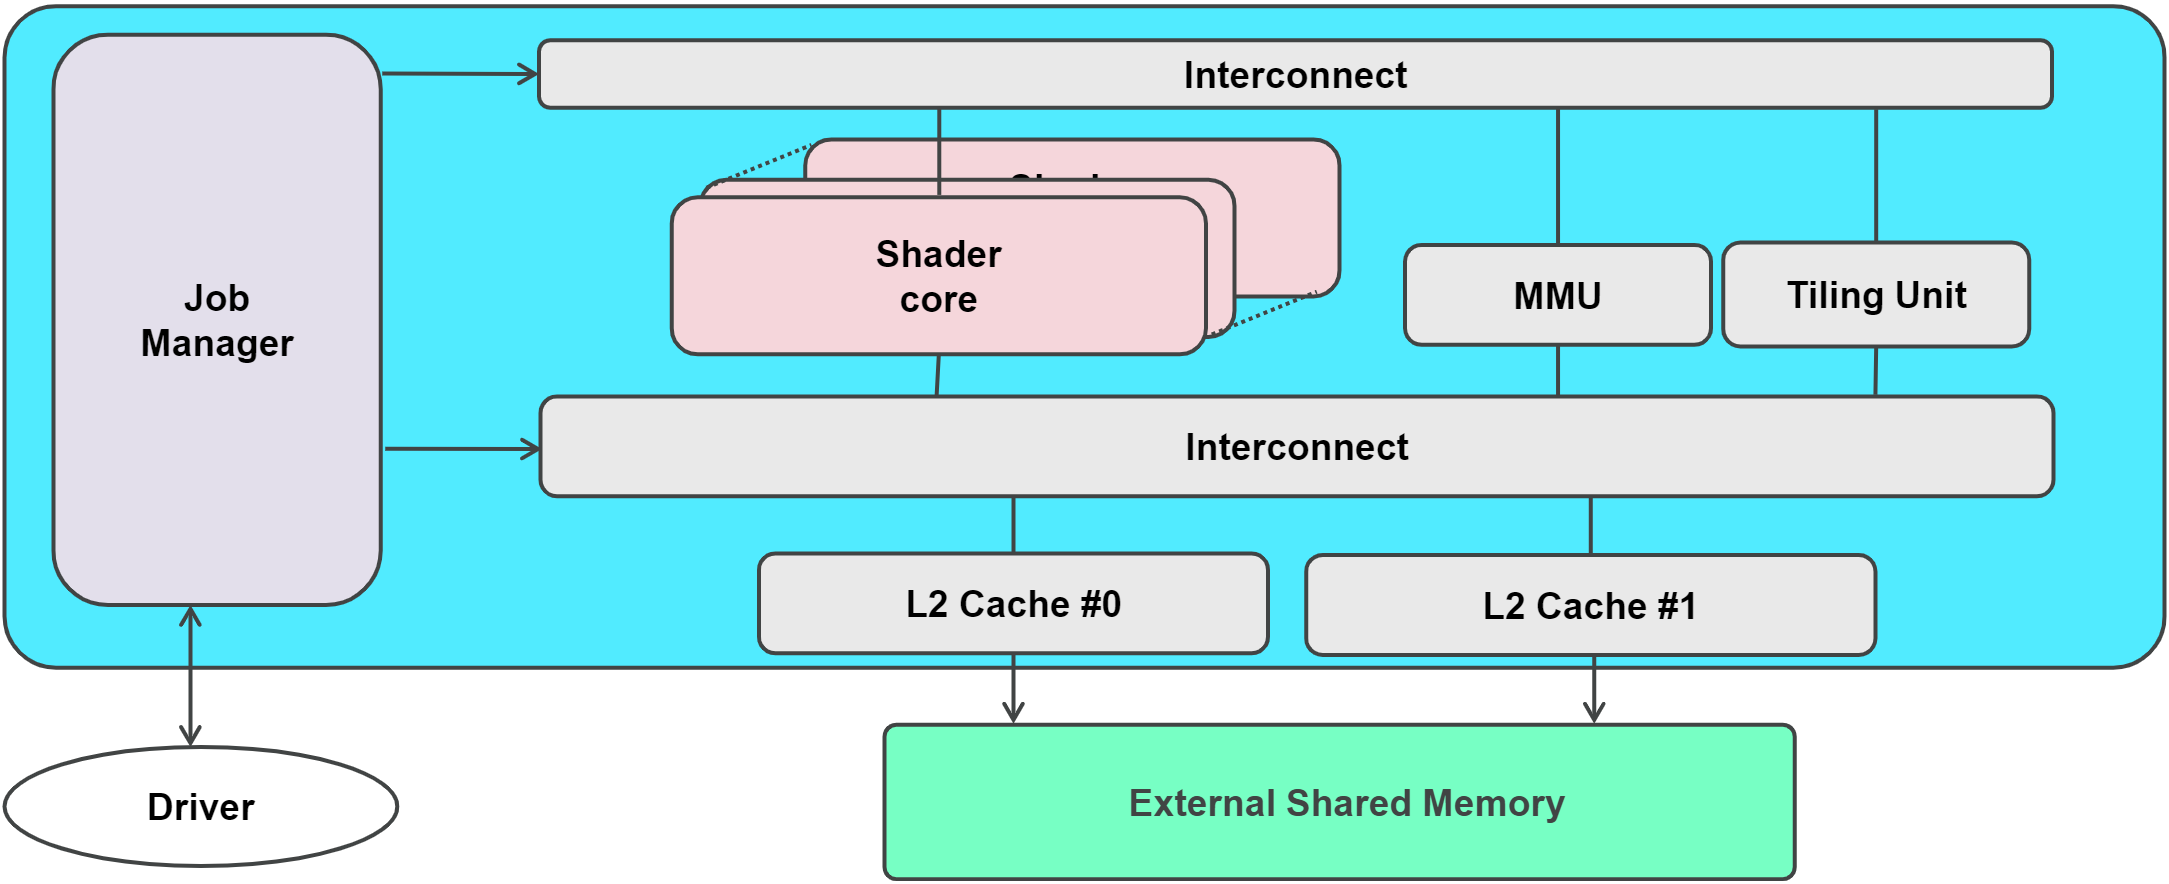 Interconnect
Job
Manager
Shader
core
MMU
Tiling Unit
Interconnect
L2 Cache #0
L2 Cache #1
Driver
External Shared Memory